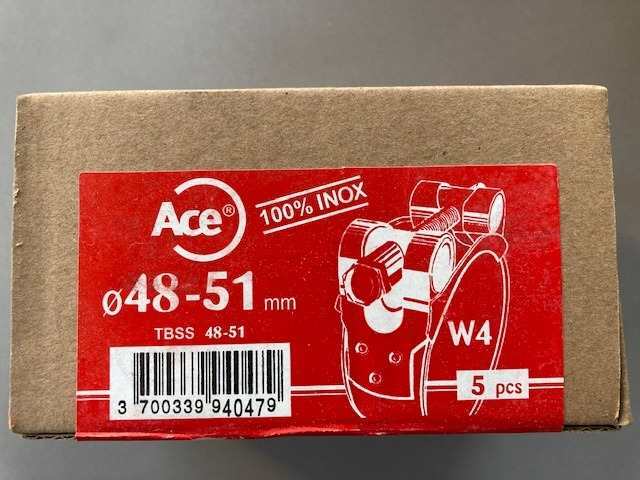 Ace®
100% INOX
ø48-51 mm
TBSS 48-51
W4
5 pcs
3 700339 940479